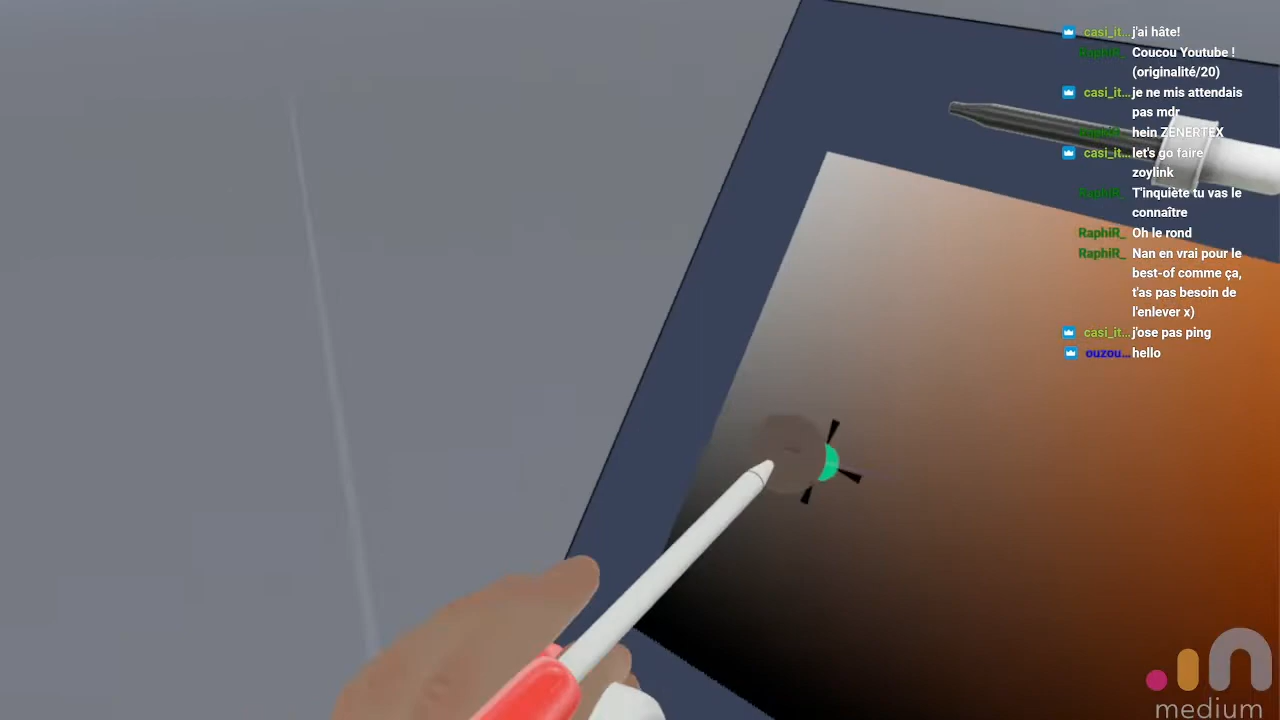 casi_it... j'ai hâte!
RaphiR_ Coucou Youtube !
(originalité/20)
casi_it... je ne mis attendais
pas mdr
RaphiR_ hein ZENERTEX
casi_it... let's go faire
zoylink
RaphiR_ T'inquiète tu vas le
connaître
RaphiR_ Oh le rond
RaphiR_ Nan en vrai pour le
best-of comme ça,
t'as pas besoin de
l'enlever x)
casi_it... j'ose pas ping
ouzou... hello
medium